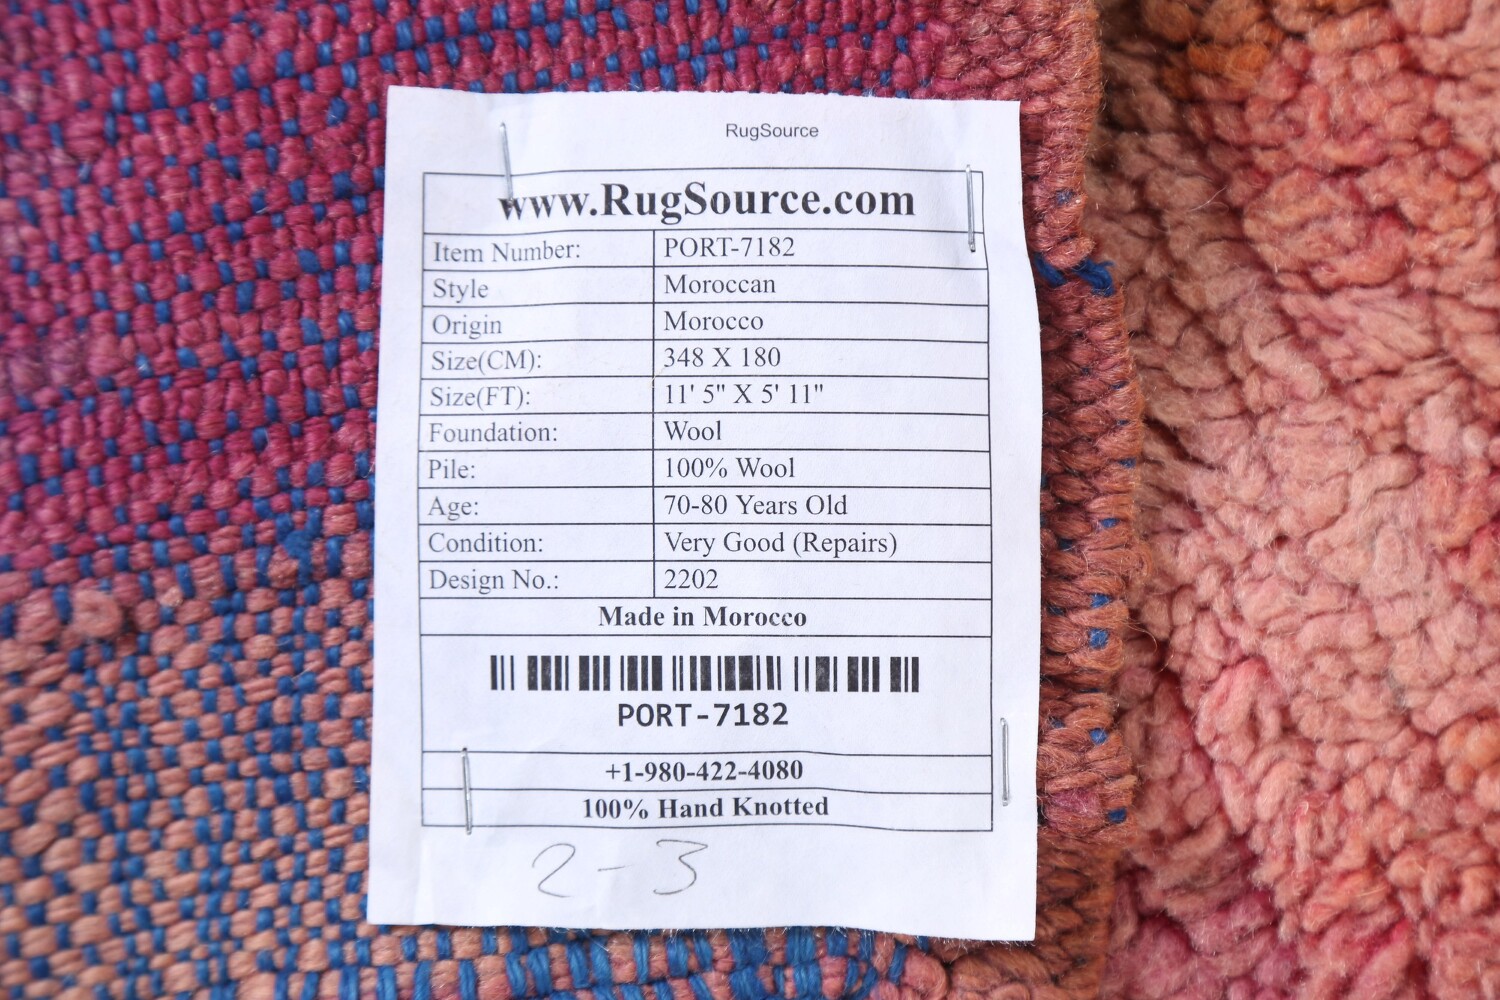 RugSource
www.RugSource.com
Item Number: PORT-7182
Style Moroccan
Origin Morocco
Size(CM): 348 X 180
Size(FT): 11' 5" X 5' 11"
Foundation: Wool
Pile: 100% Wool
Age: 70-80 Years Old
Condition: Very Good (Repairs)
Design No.: 2202
Made in Morocco
PORT-7182
+1-980-422-4080
100% Hand Knotted
2-3